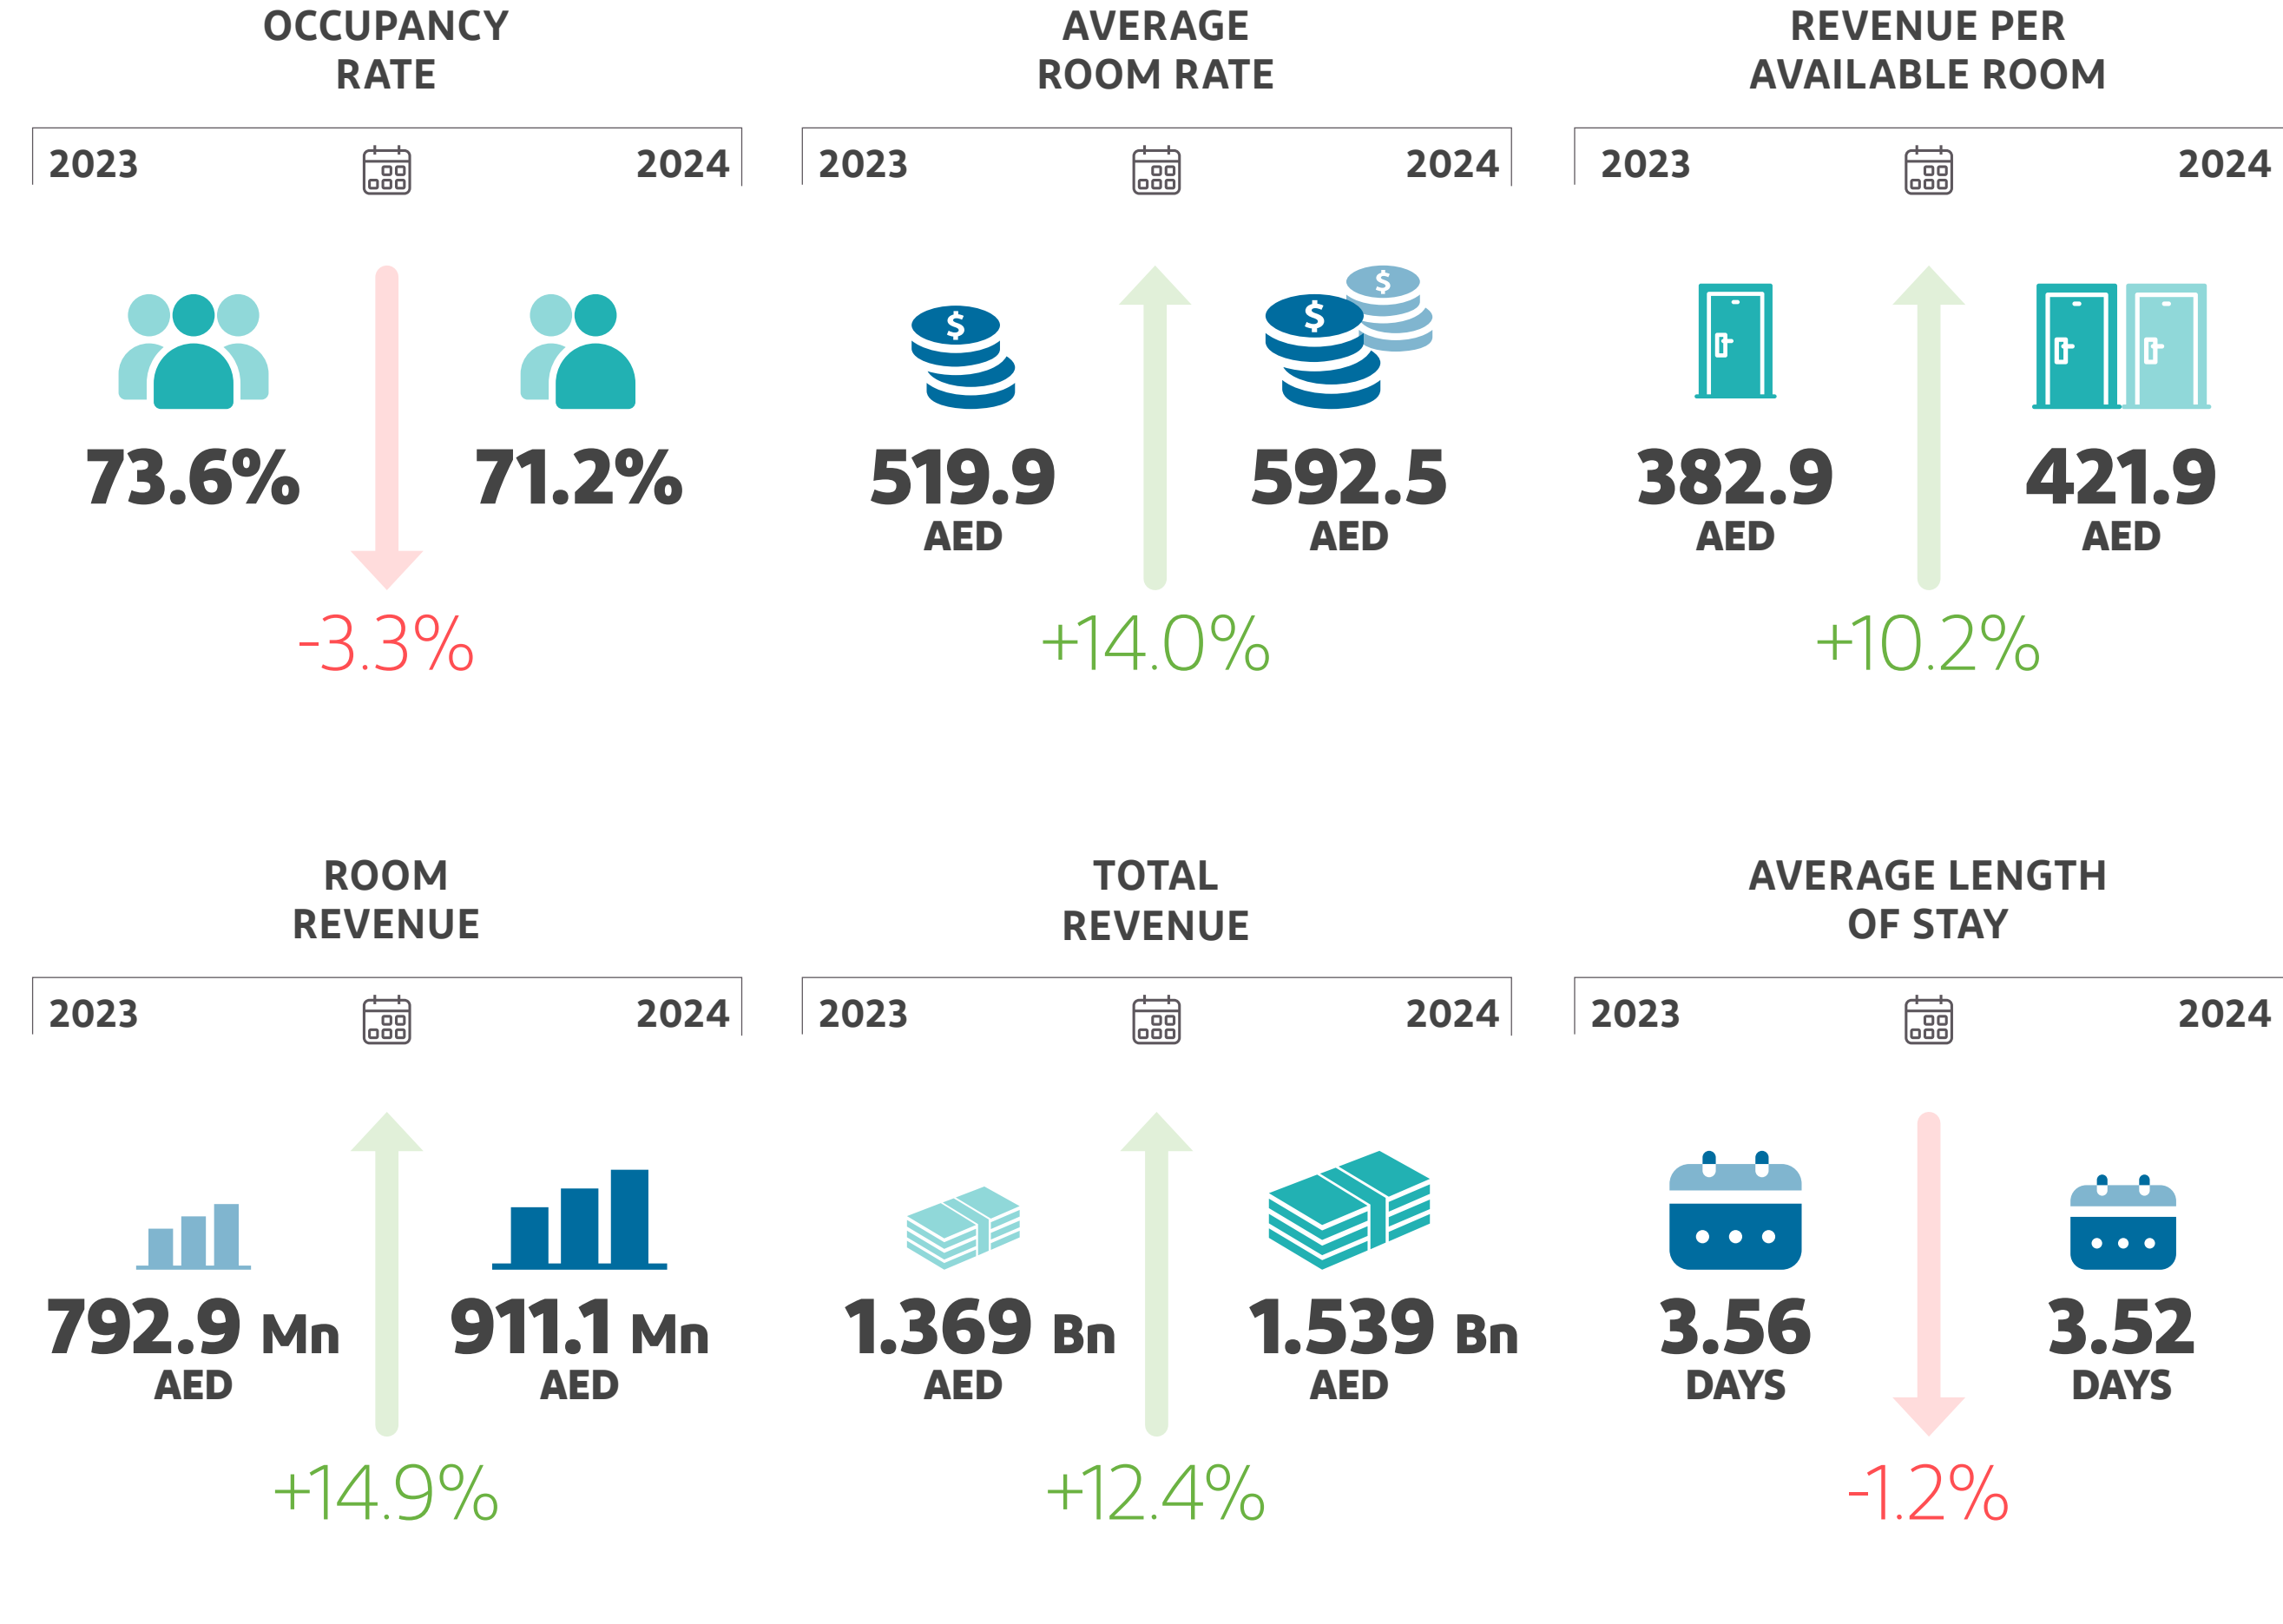 OCCUPANCY
RATE
2023
2024
73.6%
71.2%
-3.3%
AVERAGE
ROOM RATE
2023
2024
$
$
$
519.9
AED
592.5
AED
+14.0%
REVENUE PER
AVAILABLE ROOM
2023
2024
382.9
AED
421.9
AED
+10.2%
ROOM
REVENUE
2023
2024
792.9 Mn
AED
911.1 Mn
AED
+14.9%
TOTAL
REVENUE
2023
2024
1.369 Bn
AED
1.539 Bn
AED
+12.4%
AVERAGE LENGTH
OF STAY
2023
2024
3.56
DAYS
3.52
DAYS
-1.2%